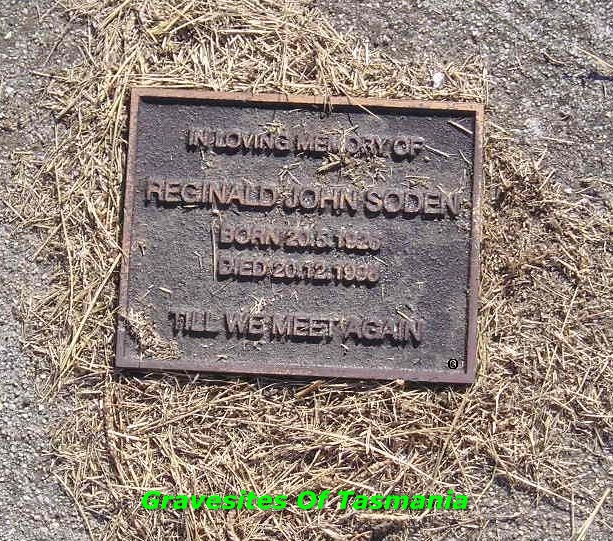 IN LOVING MEMORY OF
REGINALD JOHN SODEN
BORN
DIED
TILL WE MEET AGAIN
Gravesites Of Tasmania